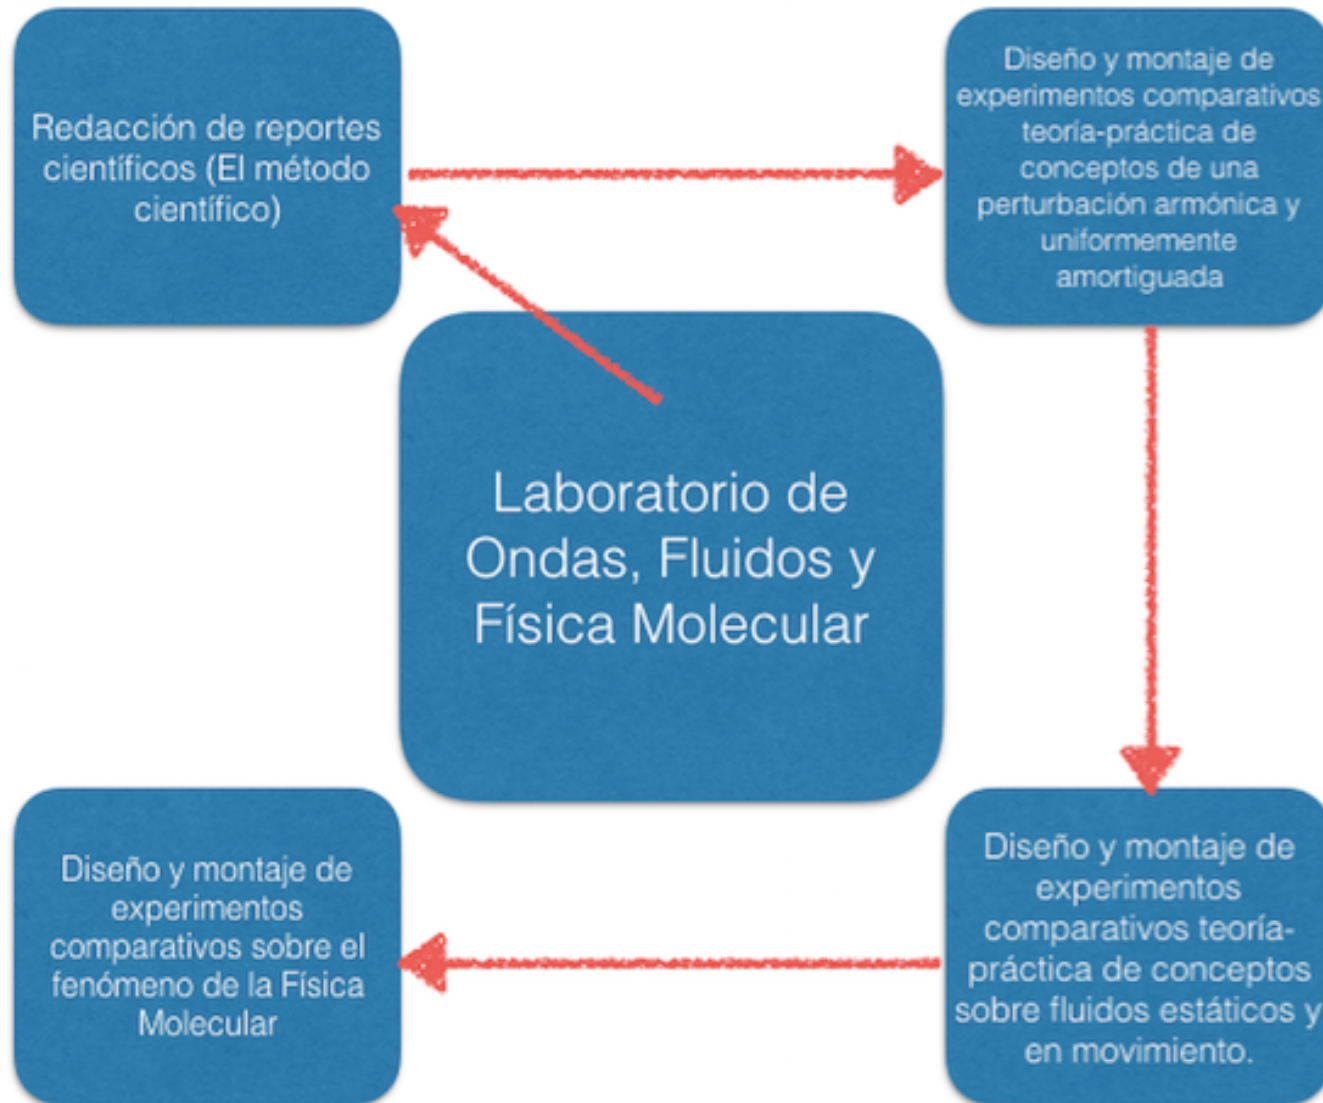 Redacción de reportes
científicos (El método
científico)
Diseño y montaje de
experimentos comparativos
teoría-práctica de
conceptos de una
perturbación armónica y
uniformemente
amortiguada
Laboratorio de
Ondas, Fluidos y
Física Molecular
Diseño y montaje de
experimentos
comparativos teoría-
práctica de conceptos
sobre fluidos estáticos y
en movimiento.
Diseño y montaje de
experimentos
comparativos sobre el
fenómeno de la Física
Molecular